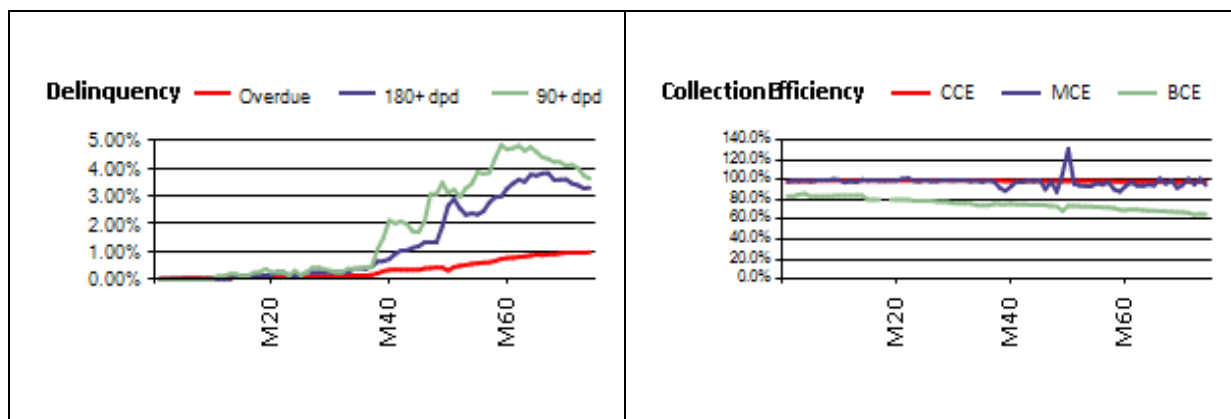 Delinquency Overdue 180+ dpd 90+ dpd
5.00%
4.00%
3.00%
2.00%
1.00%
0.00%
M20
M40
M60
Collection Efficiency CCE MCE BCE
140.0%
120.0%
100.0%
80.0%
60.0%
40.0%
20.0%
0.0%
M20
M40
M60